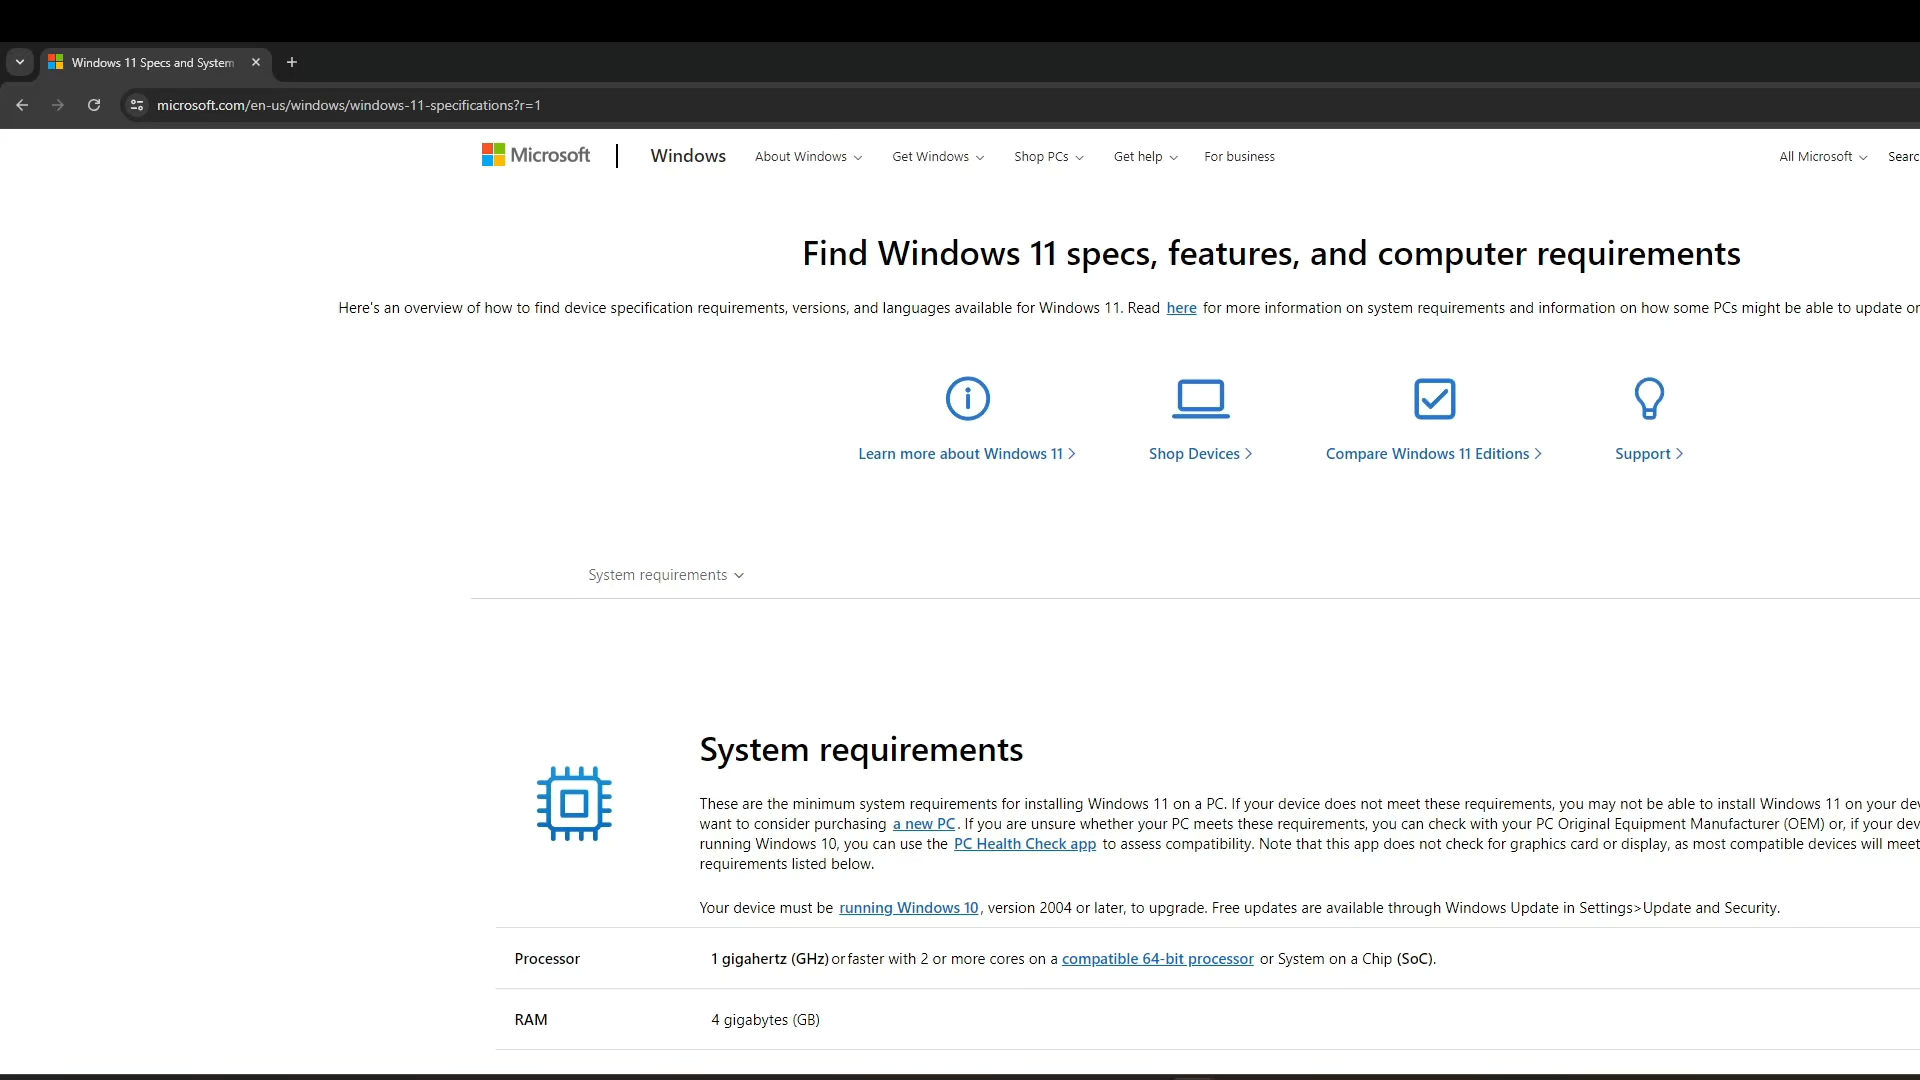 Windows 11 Specs and System
microsoft.com/en-us/windows/windows-11-specifications?r=1
Microsoft
Windows About Windows Get Windows Shop PCs Get help For business All Microsoft Searc
Find Windows 11 specs, features, and computer requirements
Here's an overview of how to find device specification requirements, versions, and languages available for Windows 11. Read here for more information on system requirements and information on how some PCs might be able to update or
Learn more about Windows 11 Shop Devices Compare Windows 11 Editions Support
System requirements
System requirements
These are the minimum system requirements for installing Windows 11 on a PC. If your device does not meet these requirements, you may not be able to install Windows 11 on your dev
want to consider purchasing a new PC. If you are unsure whether your PC meets these requirements, you can check with your PC Original Equipment Manufacturer (OEM) or, if your dev
running Windows 10, you can use the PC Health Check app to assess compatibility. Note that this app does not check for graphics card or display, as most compatible devices will meet
requirements listed below.
Your device must be running Windows 10, version 2004 or later, to upgrade. Free updates are available through Windows Update in Settings>Update and Security.
Processor 1 gigahertz (GHz) or faster with 2 or more cores on a compatible 64-bit processor or System on a Chip (SoC).
RAM 4 gigabytes (GB)